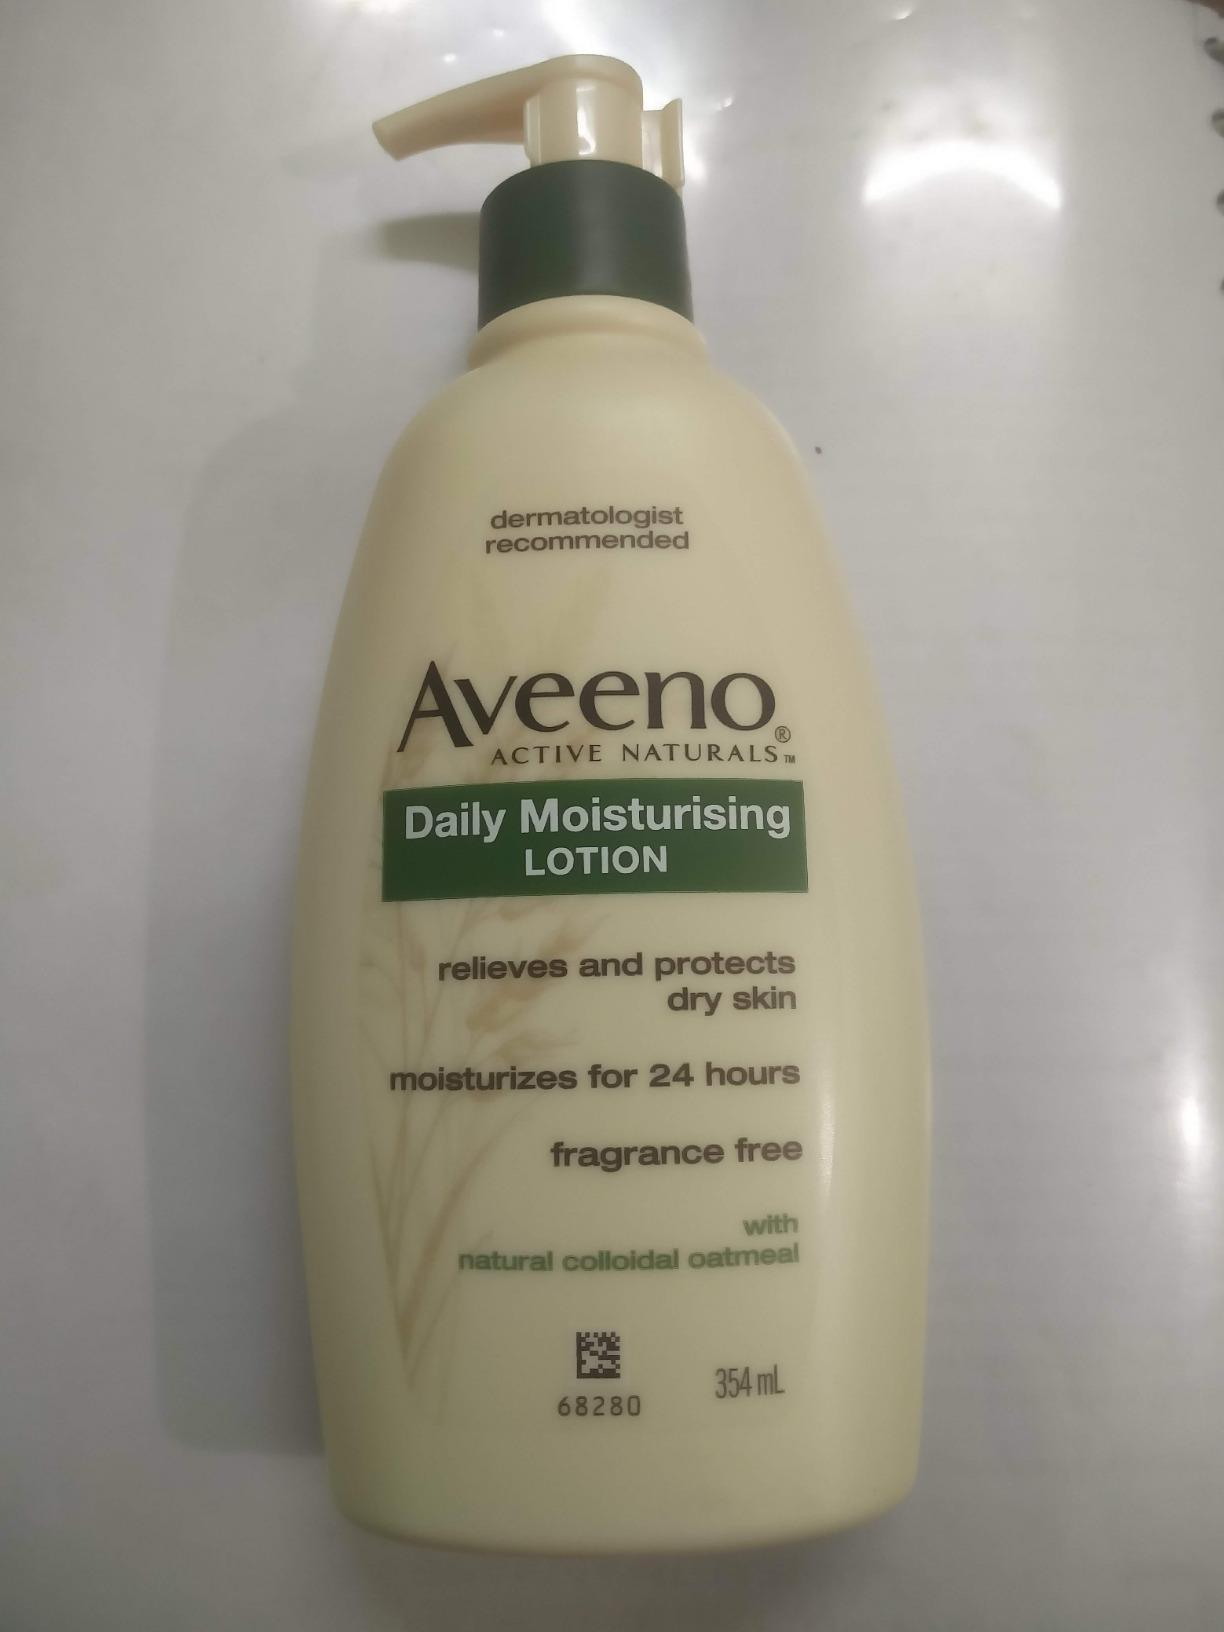 dermatologist
recommended
Aveeno®
ACTIVE NATURALS™
Daily Moisturising
LOTION
relieves and protects
dry skin
moisturizes for 24 hours
fragrance free
with
natural colloidal oatmeal
68280
354 mL